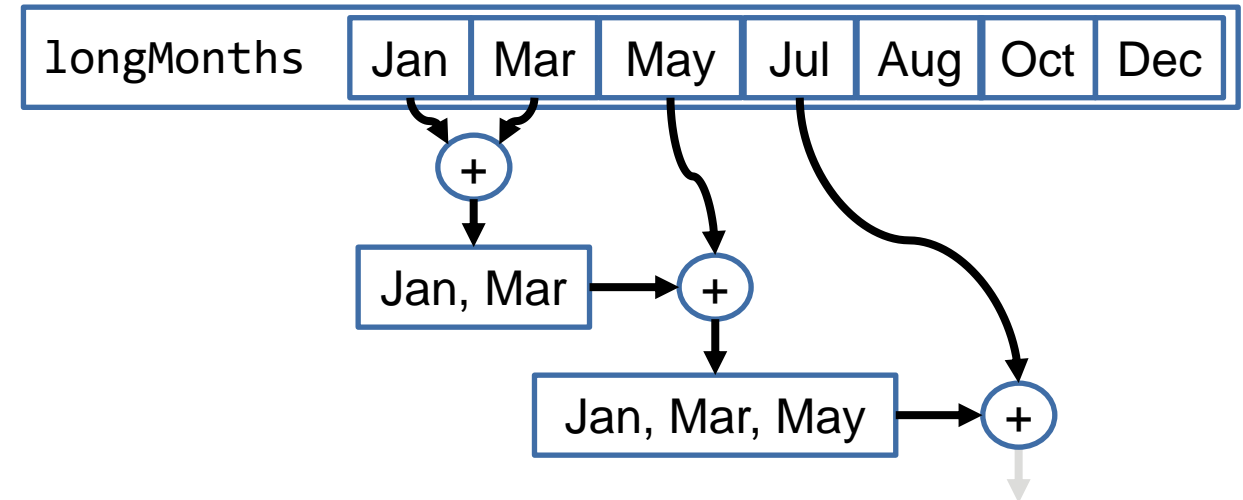 longMonths Jan Mar May Jul Aug Oct Dec
+
Jan, Mar
+
Jan, Mar, May
+